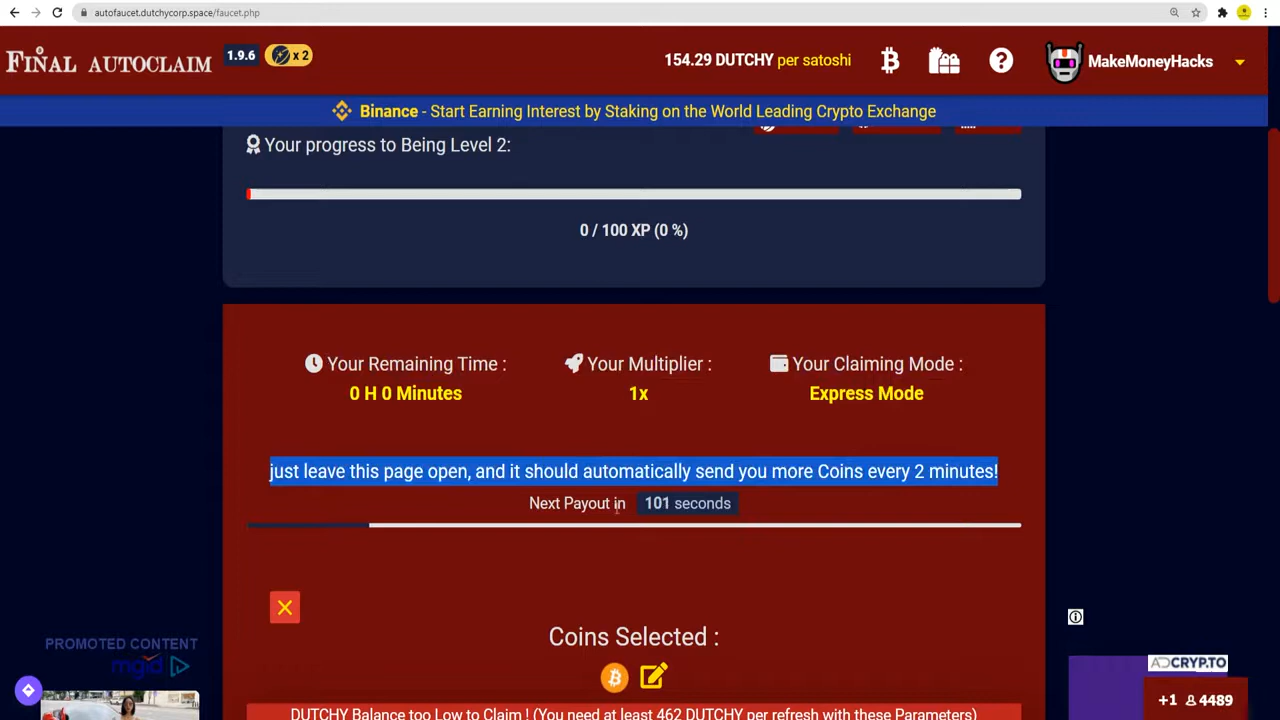 autofaucet.dutchycorp.space/faucet.php
FINAL AUTOCLAIM
1.9.6
x 2
154.29 DUTCHY per satoshi
MakeMoneyHacks
Binance - Start Earning Interest by Staking on the World Leading Crypto Exchange
Your progress to Being Level 2:
0 / 100 XP (0 %)
Your Remaining Time :
0 H 0 Minutes
Your Multiplier :
1x
Your Claiming Mode :
Express Mode
just leave this page open, and it should automatically send you more Coins every 2 minutes!
Next Payout in 101 seconds
Coins Selected :
PROMOTED CONTENT
mgid
ADCRYP.TO
+1 4489
DUTCHY Balance too Low to Claim ! (You need at least 462 DUTCHY per refresh with these Parameters)